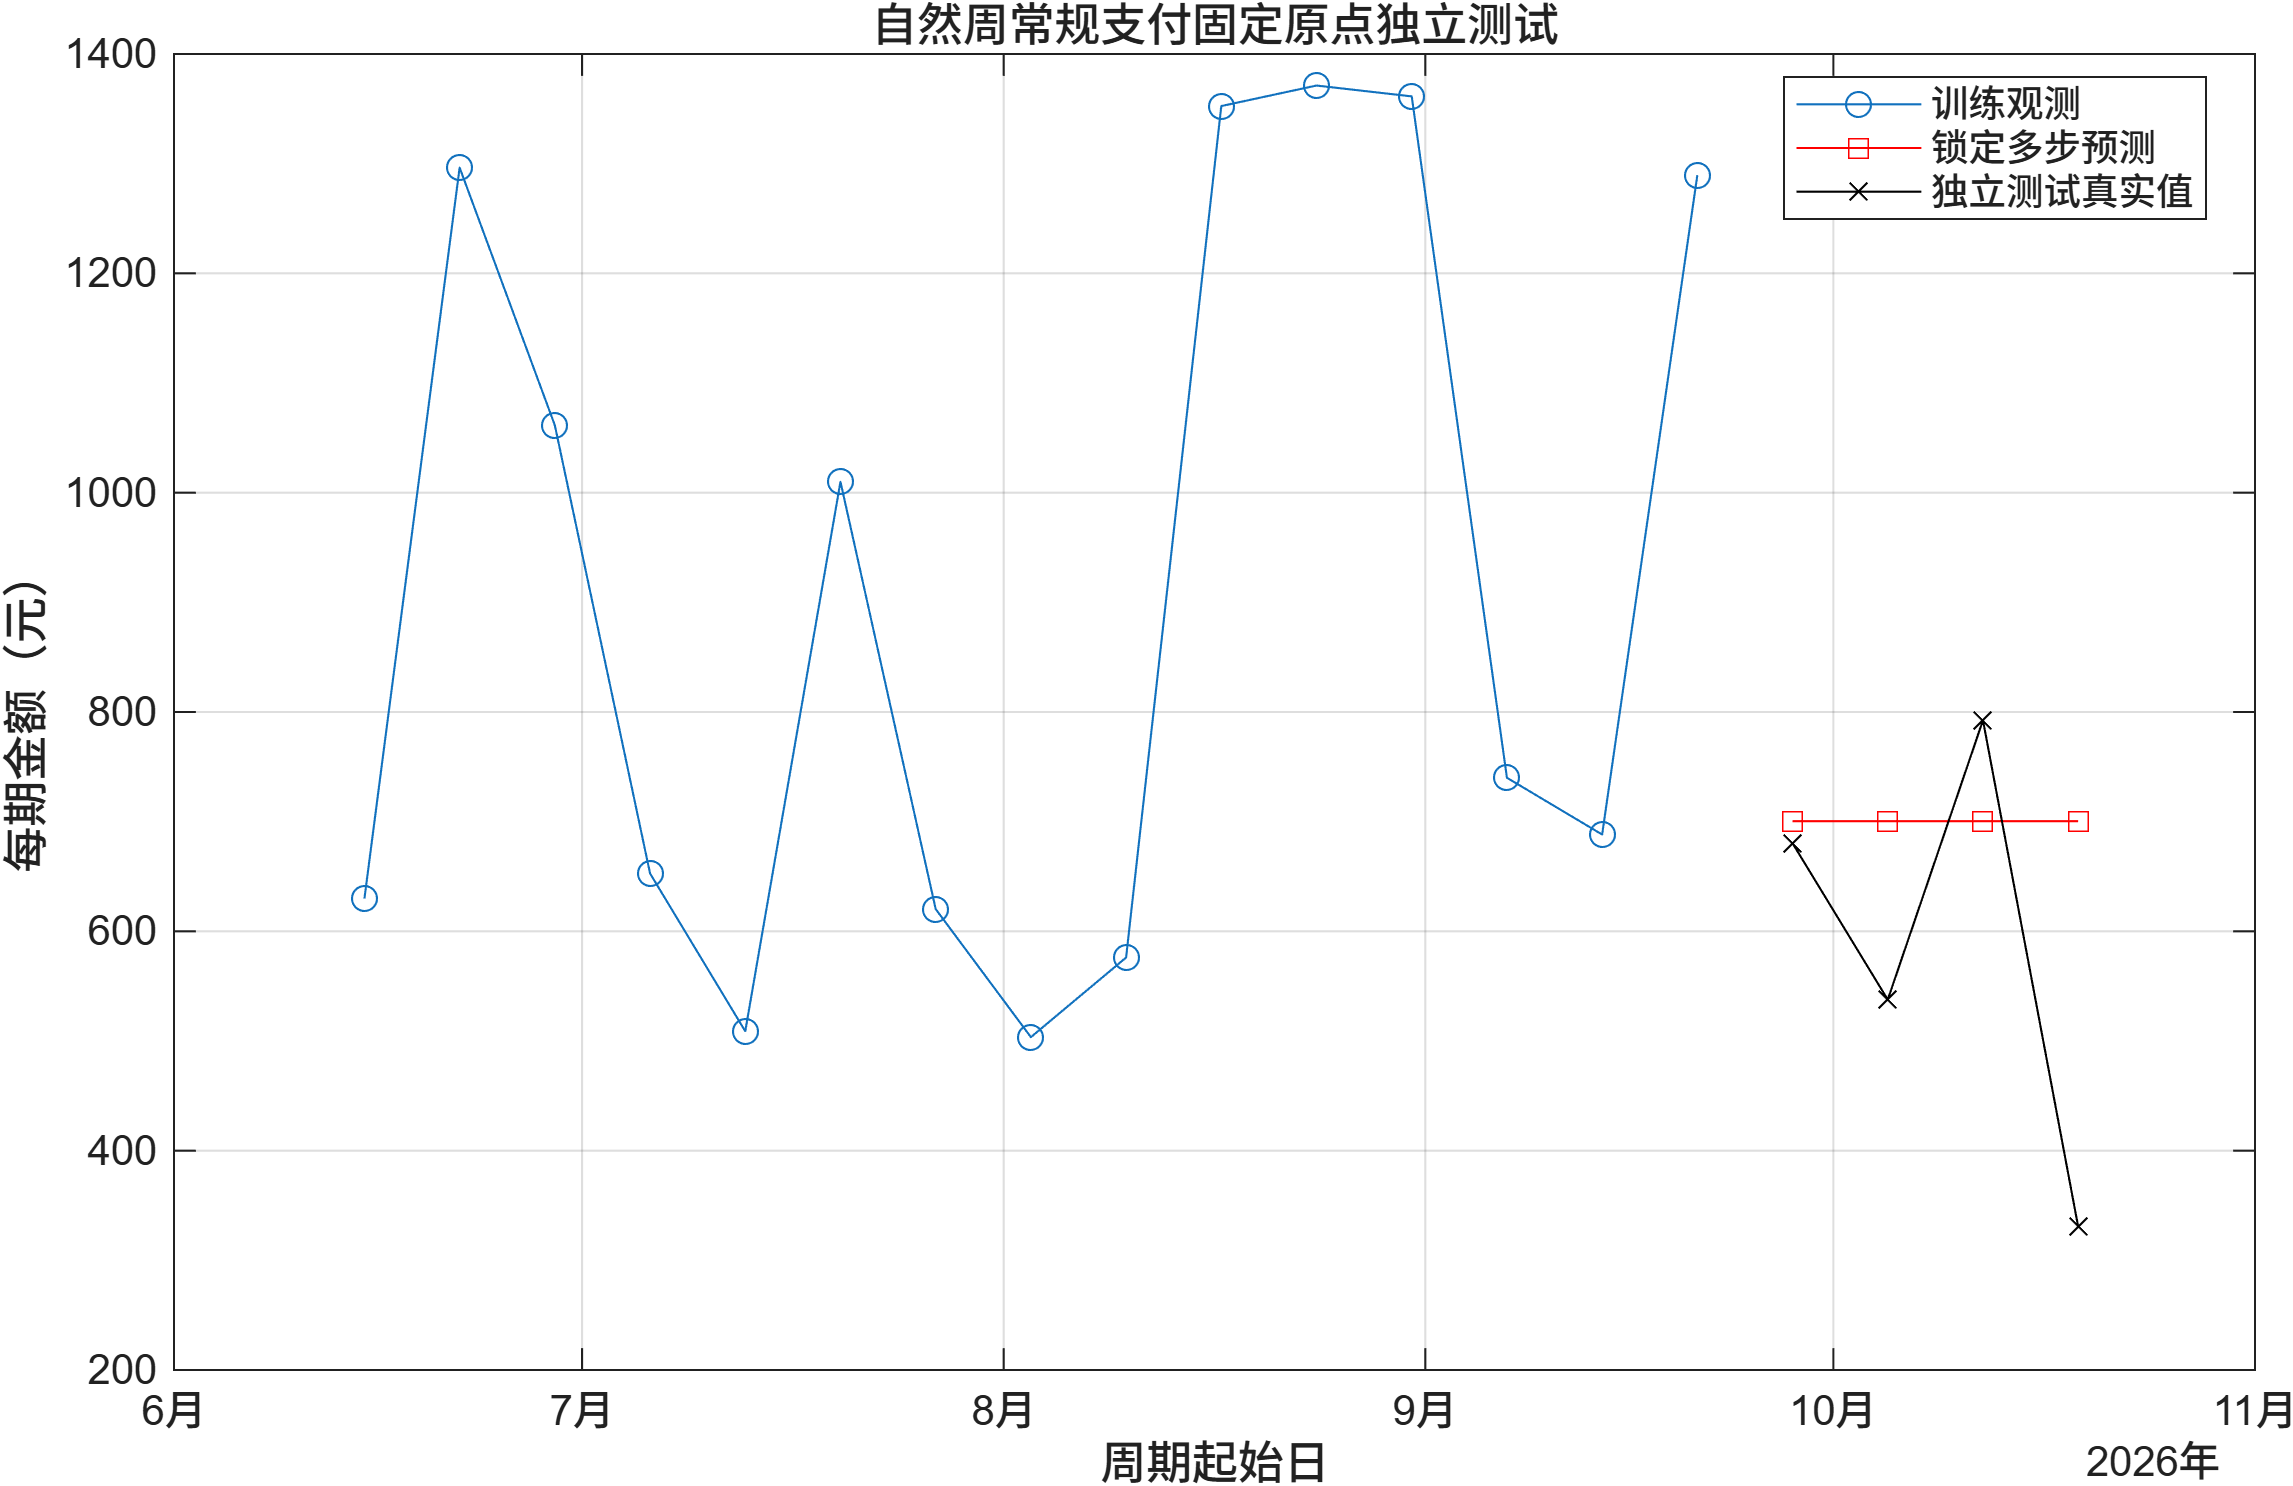 自然周常规支付固定原点独立测试
1400
1200
1000
800
600
400
200
每期金额（元）
训练观测
锁定多步预测
独立测试真实值
6月
7月
8月
9月
10月
11月
周期起始日
2026年